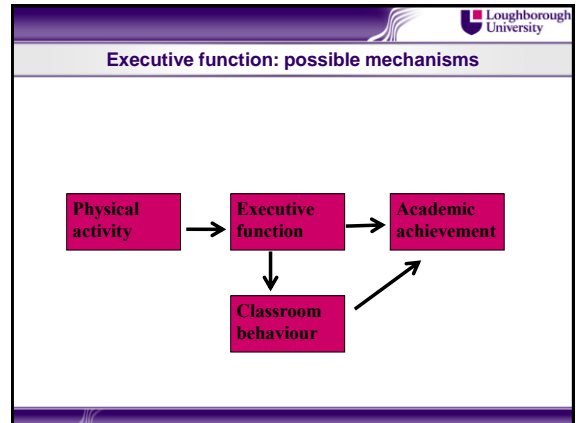 Loughborough
University
Executive function: possible mechanisms
Physical
activity
Executive
function
Academic
achievement
Classroom
behaviour